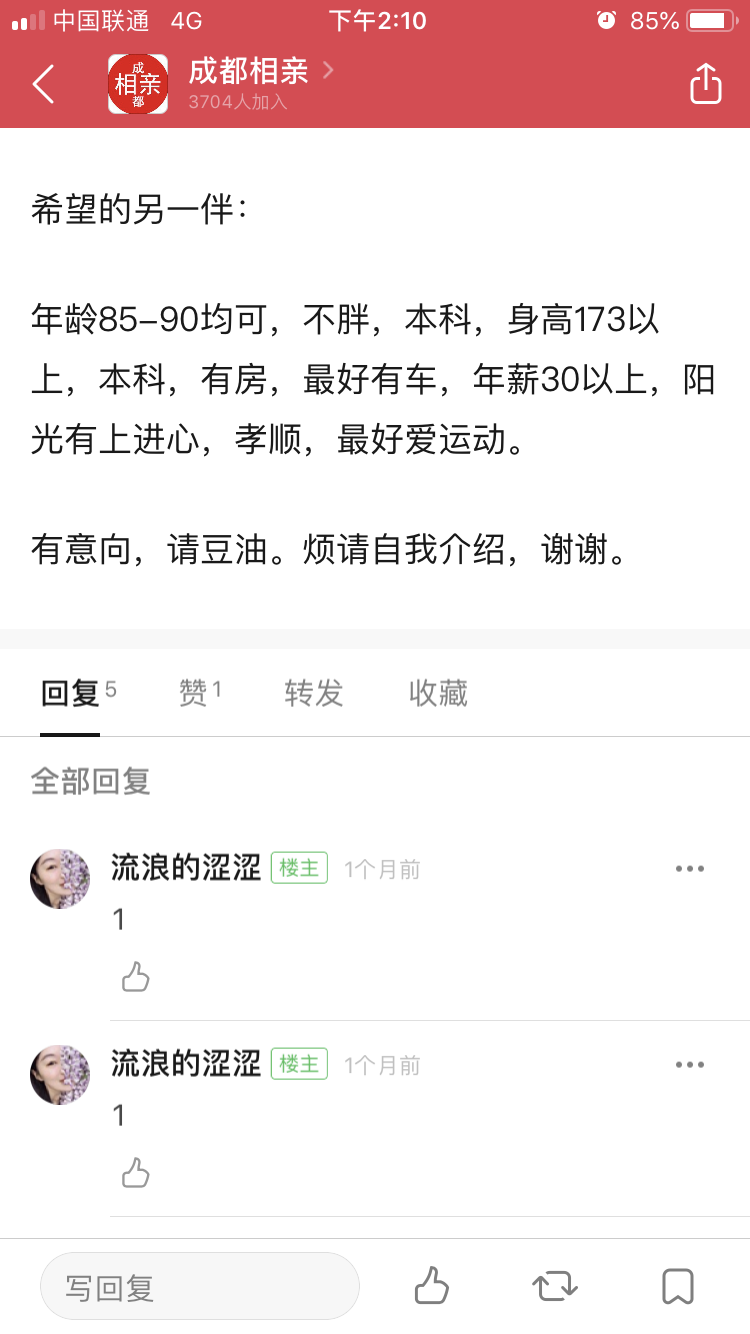 中国联通 4G 下午2:10 85%
成都相亲
成
相亲
都
3704人加入
希望的另一伴：
年龄85–90均可，不胖，本科，身高173以
上，本科，有房，最好有车，年薪30以上，阳
光有上进心，孝顺，最好爱运动。
有意向，请豆油。烦请自我介绍，谢谢。
回复 5 赞 1 转发 收藏
全部回复
流浪的涩涩 楼主 1个月前
1
流浪的涩涩 楼主 1个月前
1
写回复